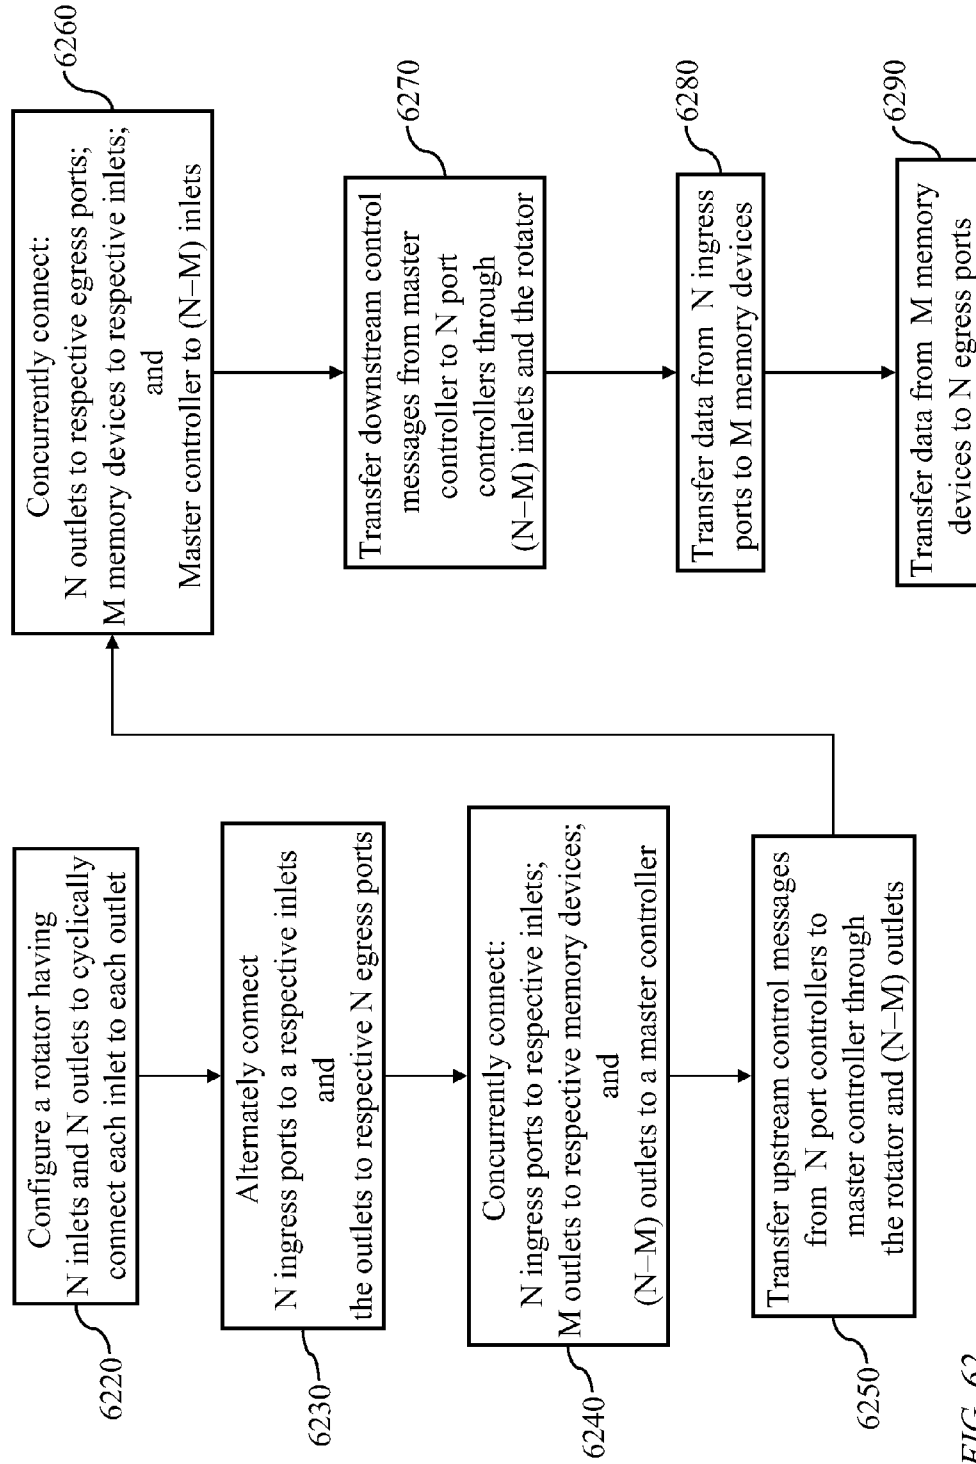 Configure a rotator having
N inlets and N outlets to cyclically
connect each inlet to each outlet
6220
Alternately connect
N ingress ports to a respective inlets
and
the outlets to respective N egress ports
6230
Concurrently connect:
N ingress ports to respective inlets;
M outlets to respective memory devices;
and
(N–M) outlets to a master controller
6240
Transfer upstream control messages
from N port controllers to
master controller through
the rotator and (N–M) outlets
6250
Concurrently connect:
N outlets to respective egress ports;
M memory devices to respective inlets;
and
Master controller to (N–M) inlets
6260
Transfer downstream control
messages from master
controller to N port
controllers through
(N–M) inlets and the rotator
6270
Transfer data from N ingress
ports to M memory devices
6280
Transfer data from M memory
devices to N egress ports
6290
FIG. 62